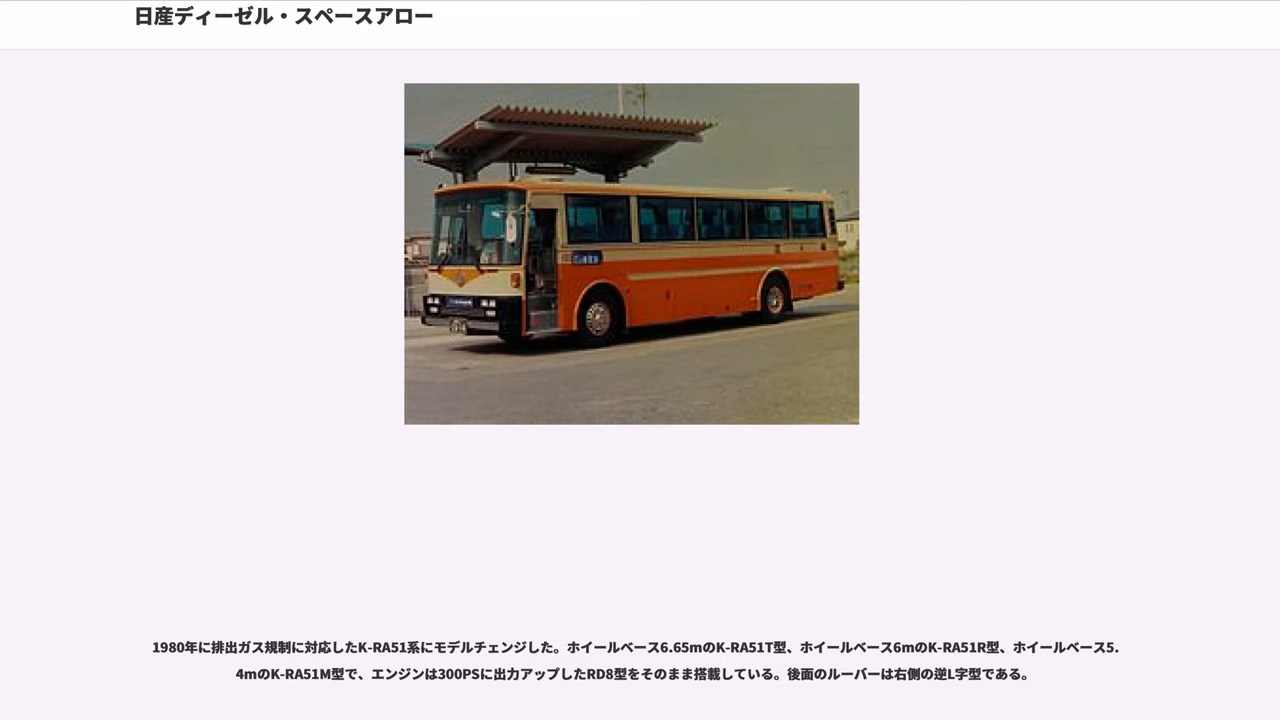 日産ディーゼル・スペースアロー
1980年に排出ガス規制に対応したK-RA51系にモデルチェンジした。ホイールベース6.65mのK-RA51T型、ホイールベース6mのK-RA51R型、ホイールベース5.
4mのK-RA51M型で、エンジンは300PSに出力アップしたRD8型をそのまま搭載している。後面のルーバーは右側の逆L字型である。